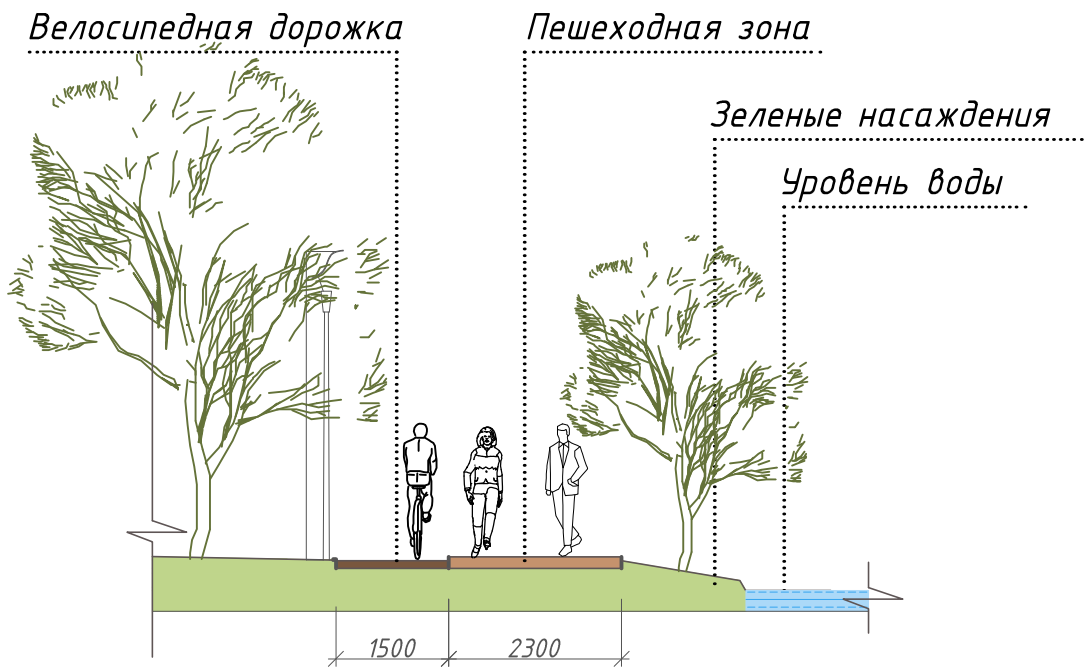 Велосипедная дорожка
Пешеходная зона
Зеленые насаждения
Уровень воды
1500
2300